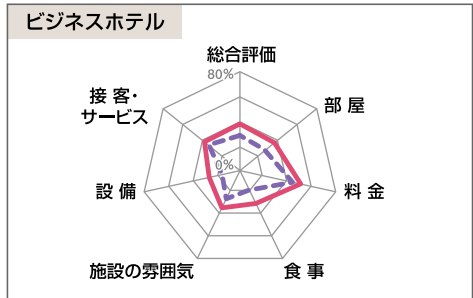 ビジネスホテル
総合評価
80%
接 客・
サービス
部 屋
0%
設 備
料 金
施設の雰囲気
食 事